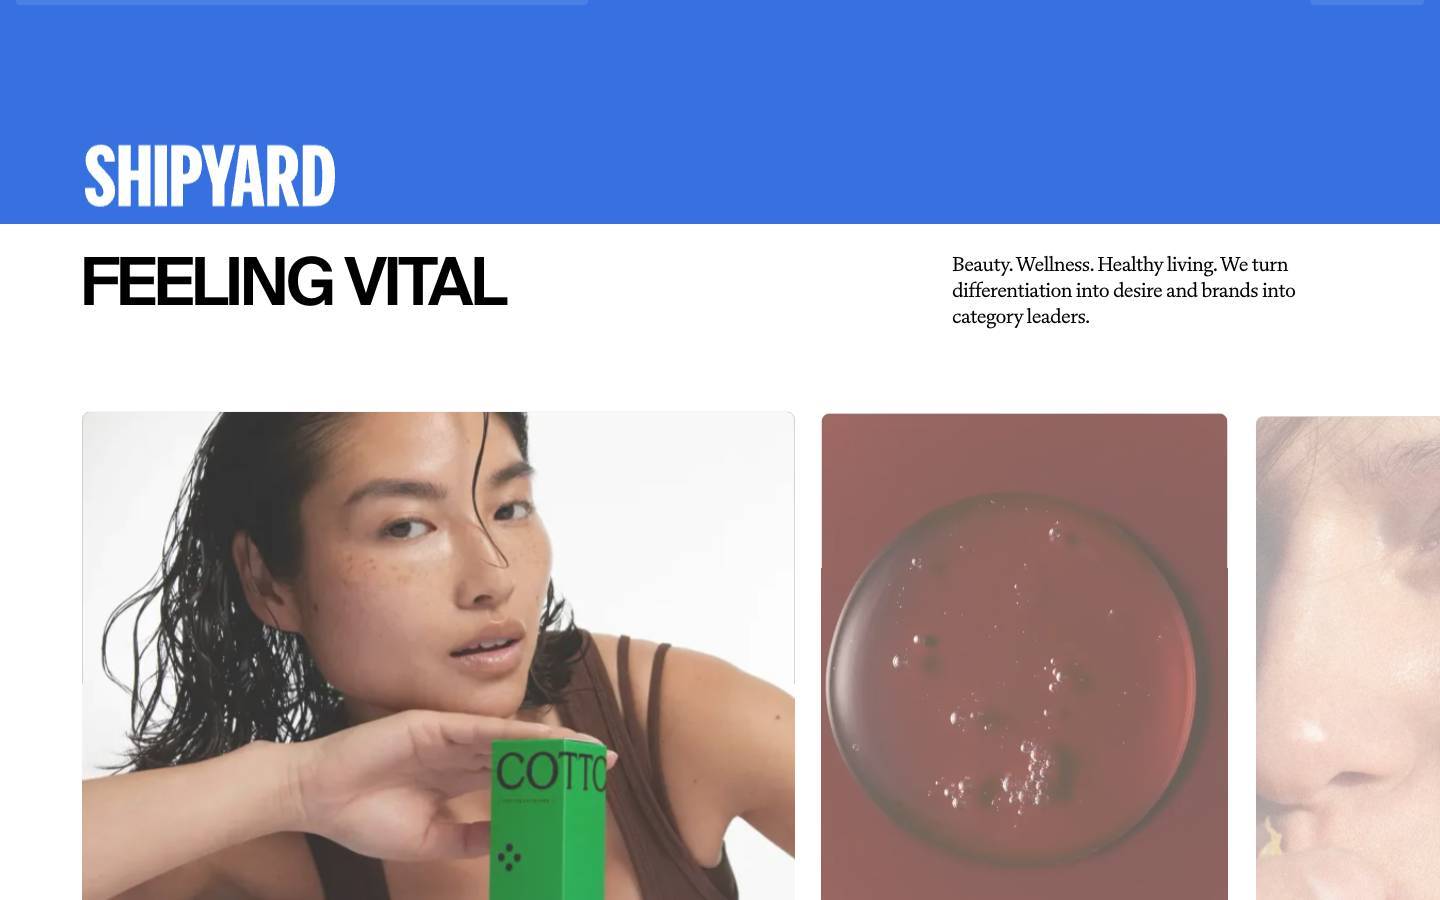 SHIPYARD
FEELING VITAL
Beauty. Wellness. Healthy living. We turn
differentiation into desire and brands into
category leaders.
COTTO